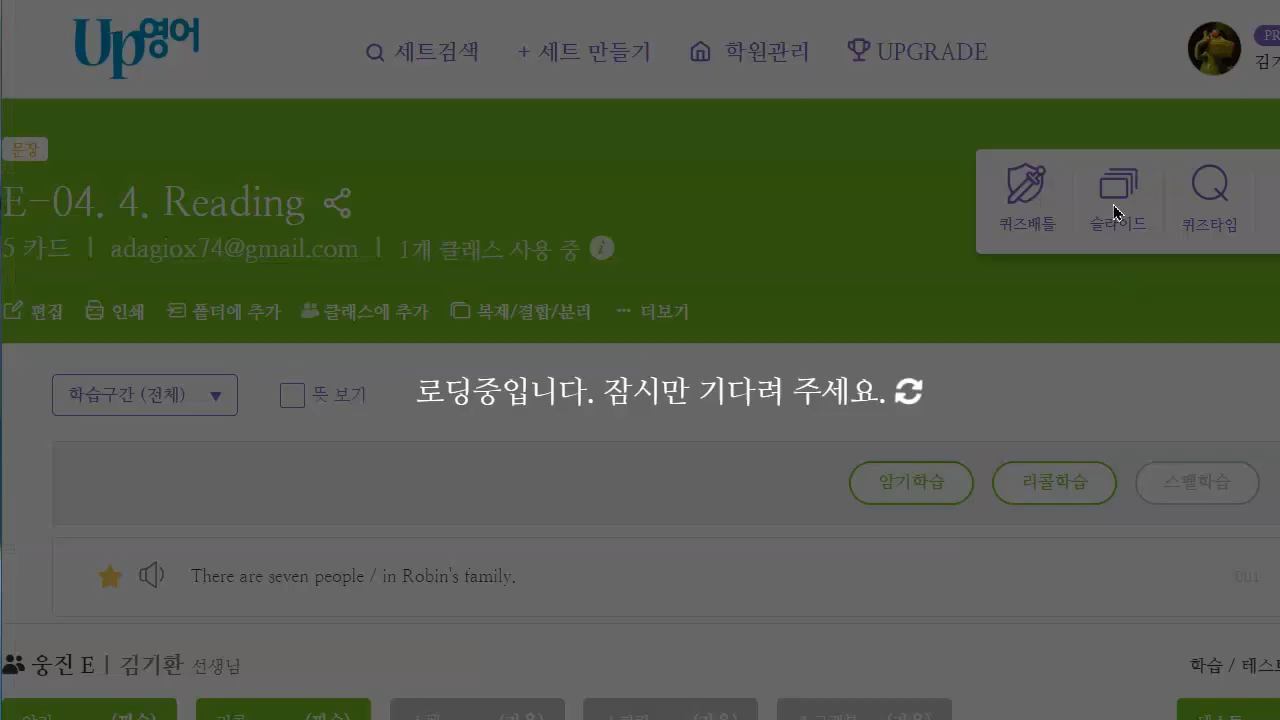 Up영어
세트검색 + 세트 만들기 학원관리 UPGRADE
문장
E-04. 4. Reading
퀴즈배틀 슬라이드 퀴즈타임
5 카드 | adagiox74@gmail.com | 1개 클래스 사용 중
편집 인쇄 폴더에 추가 클래스에 추가 복제/결합/분리 ··· 더보기
학습구간 (전체) ▼ 뜻 보기
로딩중입니다. 잠시만 기다려 주세요.
암기학습 리콜학습 스펠학습
There are seven people / in Robin's family.
001
웅진 E | 김기환 선생님
학습 /